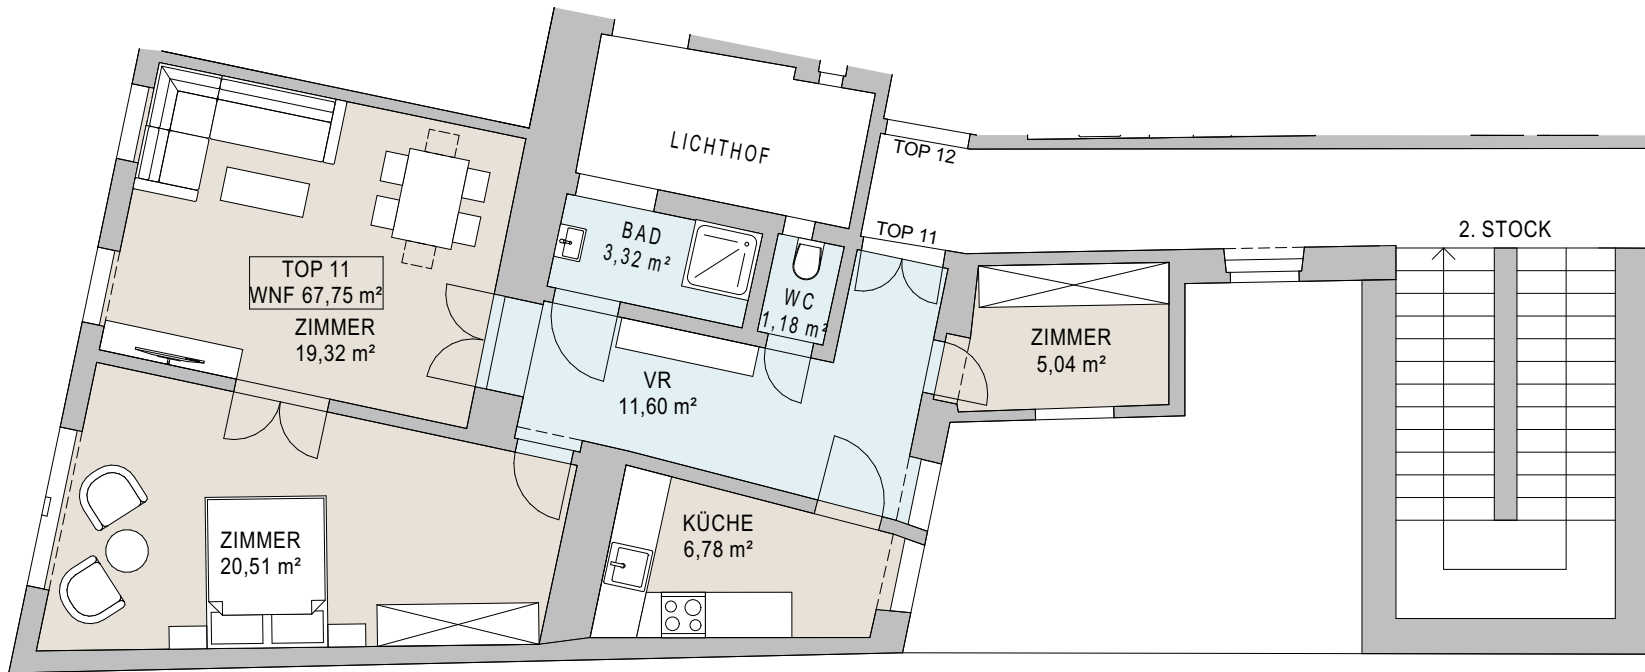 LICHTHOF
TOP 12
TOP 11
2. STOCK
BAD
3,32 m²
TOP 11
WNF 67,75 m²
ZIMMER
19,32 m²
WC
1,18 m²
ZIMMER
5,04 m²
VR
11,60 m²
KÜCHE
6,78 m²
ZIMMER
20,51 m²